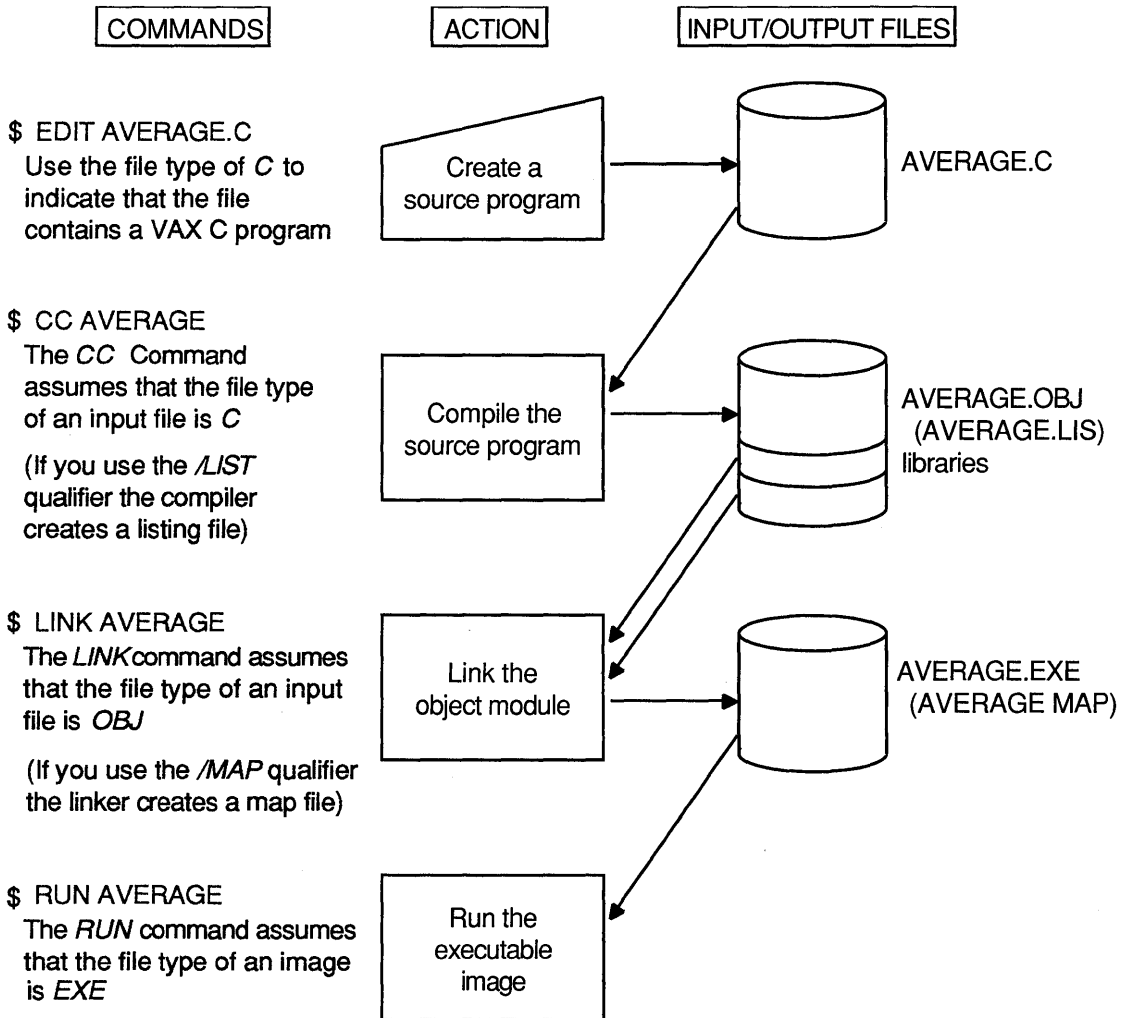 COMMANDS
ACTION
INPUT/OUTPUT FILES
$ EDIT AVERAGE.C
Use the file type of C to
indicate that the file
contains a VAX C program
Create a
source program
AVERAGE.C
$ CC AVERAGE
The CC Command
assumes that the file type
of an input file is C
(If you use the /LIST
qualifier the compiler
creates a listing file)
Compile the
source program
AVERAGE.OBJ
(AVERAGE.LIS)
libraries
$ LINK AVERAGE
The LINK command assumes
that the file type of an input
file is OBJ
(If you use the /MAP qualifier
the linker creates a map file)
Link the
object module
AVERAGE.EXE
(AVERAGE MAP)
$ RUN AVERAGE
The RUN command assumes
that the file type of an image
is EXE
Run the
executable
image